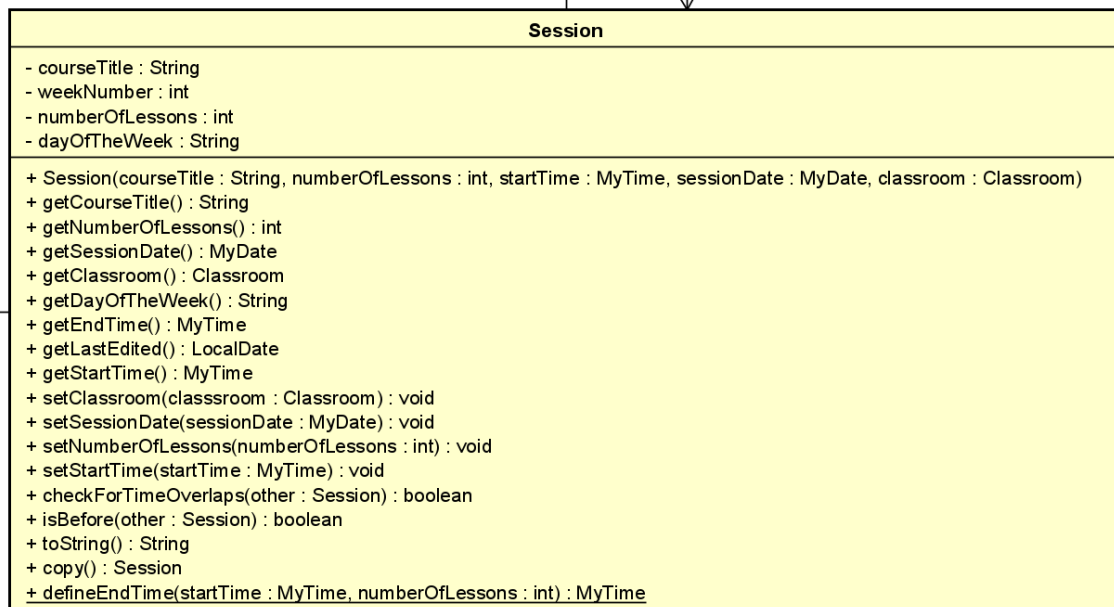 Session
- courseTitle : String
- weekNumber : int
- numberOfLessons : int
- dayOfTheWeek : String
+ Session(courseTitle : String, numberOfLessons : int, startTime : MyTime, sessionDate : MyDate, classroom : Classroom)
+ getCourseTitle() : String
+ getNumberOfLessons() : int
+ getSessionDate() : MyDate
+ getClassroom() : Classroom
+ getDayOfTheWeek() : String
+ getEndTime() : MyTime
+ getLastEdited() : LocalDate
+ getStartTime() : MyTime
+ setClassroom(classsroom : Classroom) : void
+ setSessionDate(sessionDate : MyDate) : void
+ setNumberOfLessons(numberOfLessons : int) : void
+ setStartTime(startTime : MyTime) : void
+ checkForTimeOverlaps(other : Session) : boolean
+ isBefore(other : Session) : boolean
+ toString() : String
+ copy() : Session
+ defineEndTime(startTime : MyTime, numberOfLessons : int) : MyTime